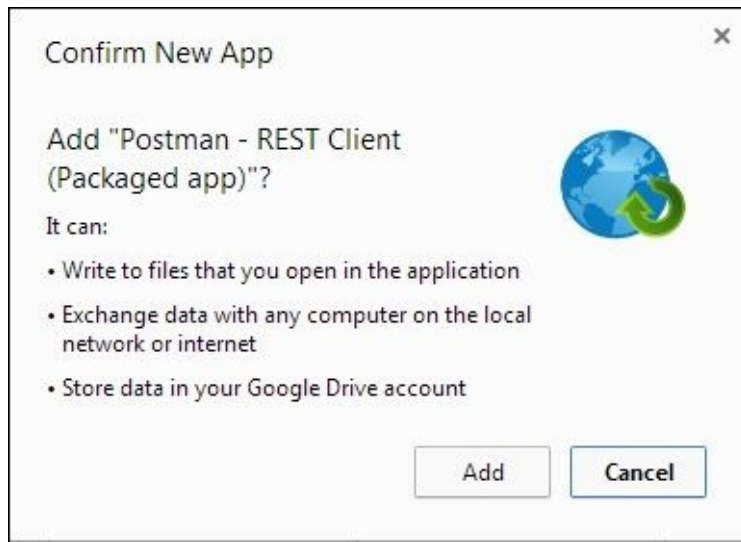 Confirm New App
Add "Postman - REST Client
(Packaged app)"?
It can:
• Write to files that you open in the application
• Exchange data with any computer on the local
network or internet
• Store data in your Google Drive account
Add
Cancel